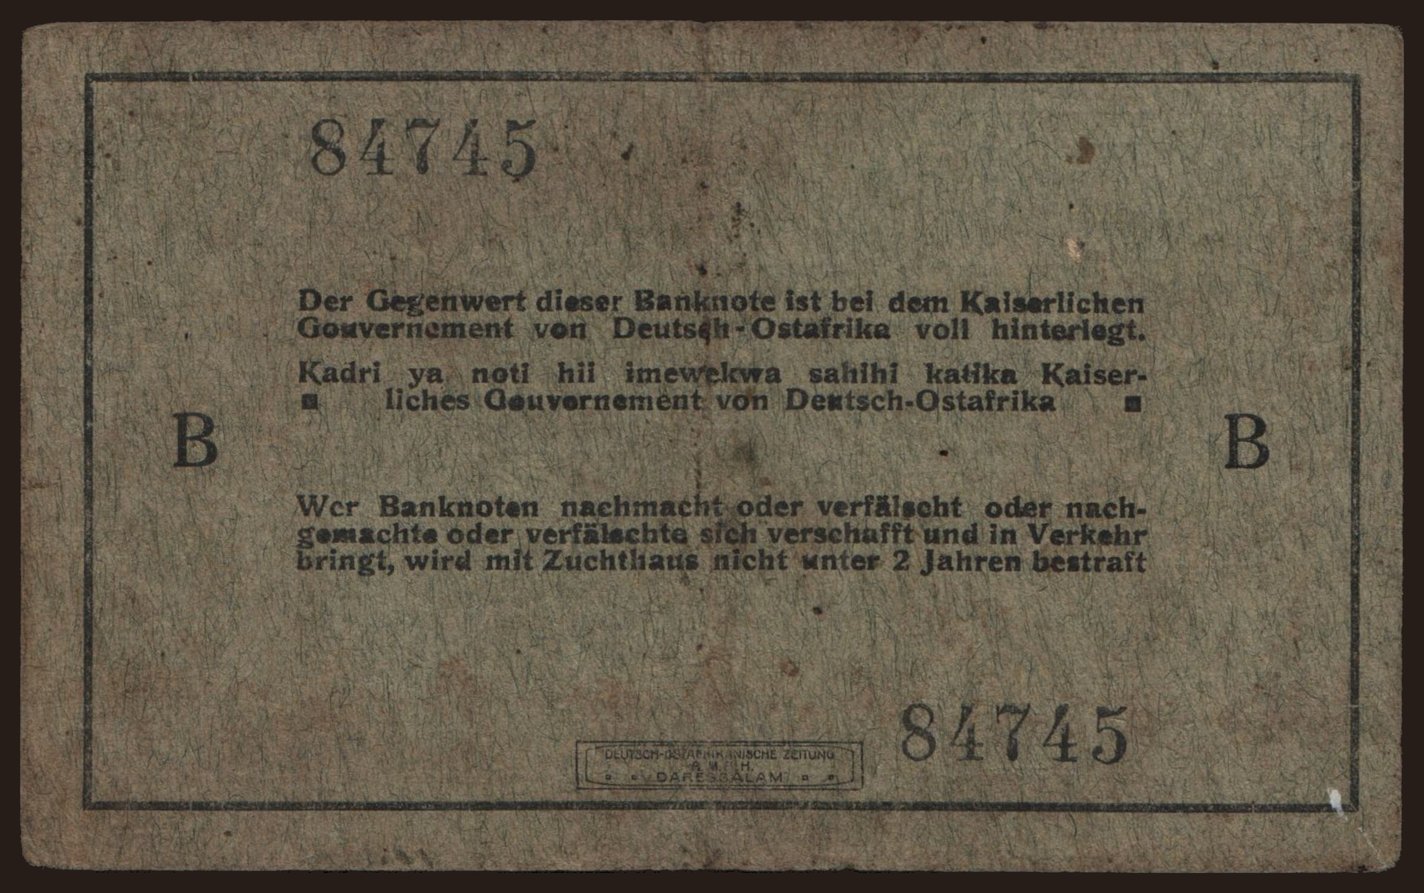 84745
Der Gegenwert dieser Banknote ist bei dem Kaiserlichen
Gouvernement von Deutsch-Ostafrika voll hinterlegt.
Kadri ya noti hii imewekwa sahihi katika Kaiser-
liches Gouvernement von Deutsch-Ostafrika
B
B
Wer Banknoten nachmacht oder verfälscht oder nach-
gemachte oder verfälschte sich verschafft und in Verkehr
bringt, wird mit Zuchthaus nicht unter 2 Jahren bestraft
84745
DEUTSCH-OSTAFRIKANISCHE ZEITUNG
DARESSALAM